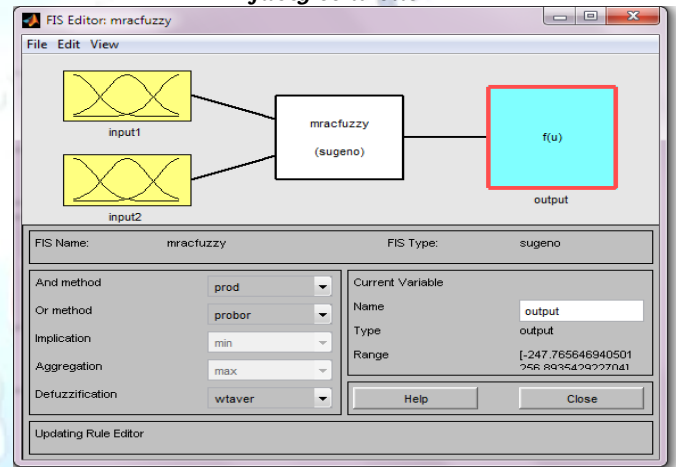 FIS Editor: mracfuzzy
File Edit View
input1
input2
mracfuzzy
(sugeno)
f(u)
output
FIS Name: mracfuzzy
FIS Type: sugeno
And method prod
Or method probor
Implication min
Aggregation max
Defuzzification wtaver
Current Variable
Name output
Type output
Range [-247.765646940501
256.893542922704]
Help Close
Updating Rule Editor